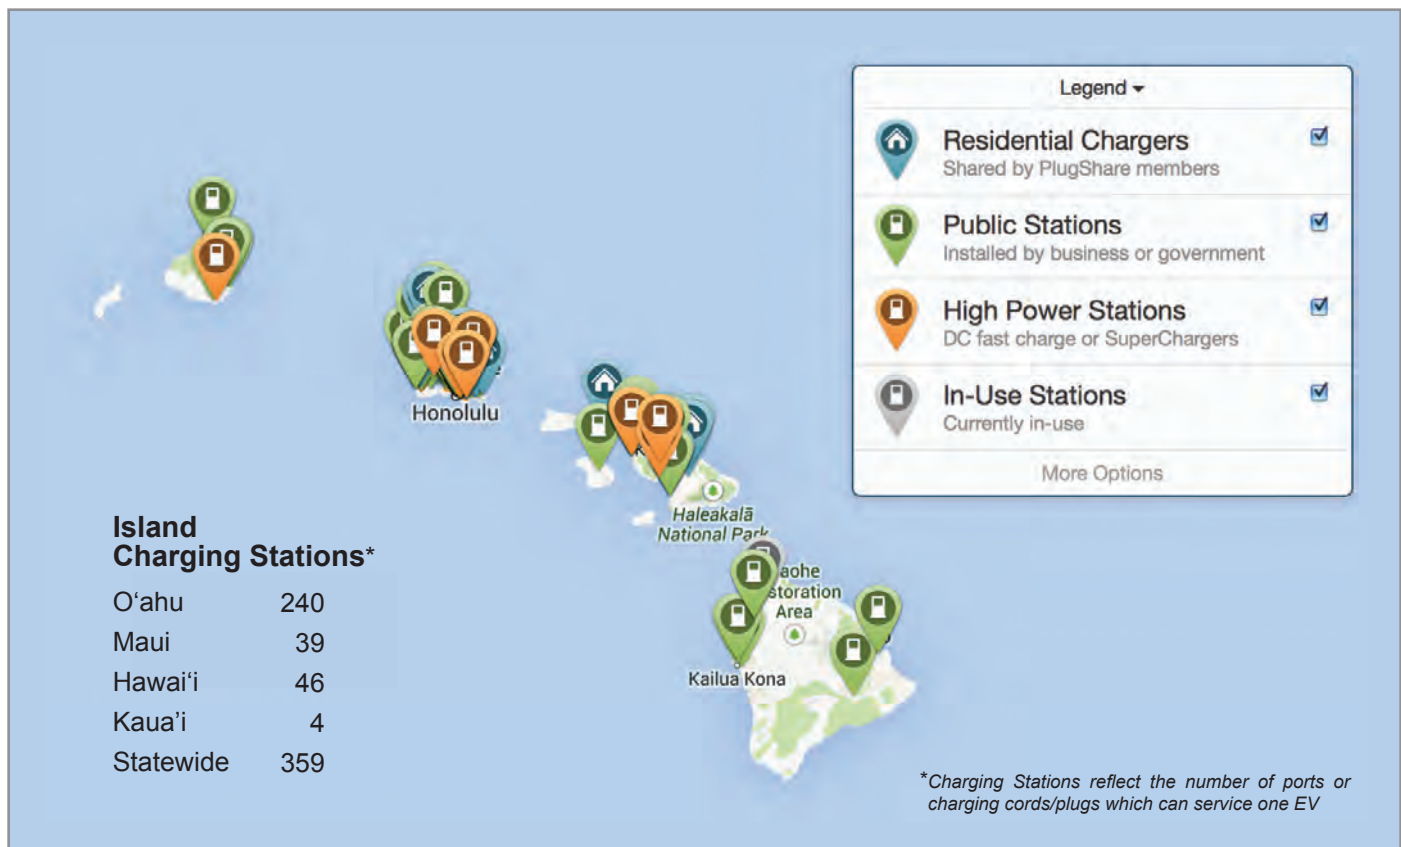 Legend
Residential Chargers
Shared by PlugShare members
Public Stations
Installed by business or government
High Power Stations
DC fast charge or SuperChargers
In-Use Stations
Currently in-use
More Options
Honolulu
Haleakalā
National Park
aohe
storation
Area
Kailua Kona
Island
Charging Stations*
O‘ahu 240
Maui 39
Hawai‘i 46
Kaua’i 4
Statewide 359
*Charging Stations reflect the number of ports or
charging cords/plugs which can service one EV